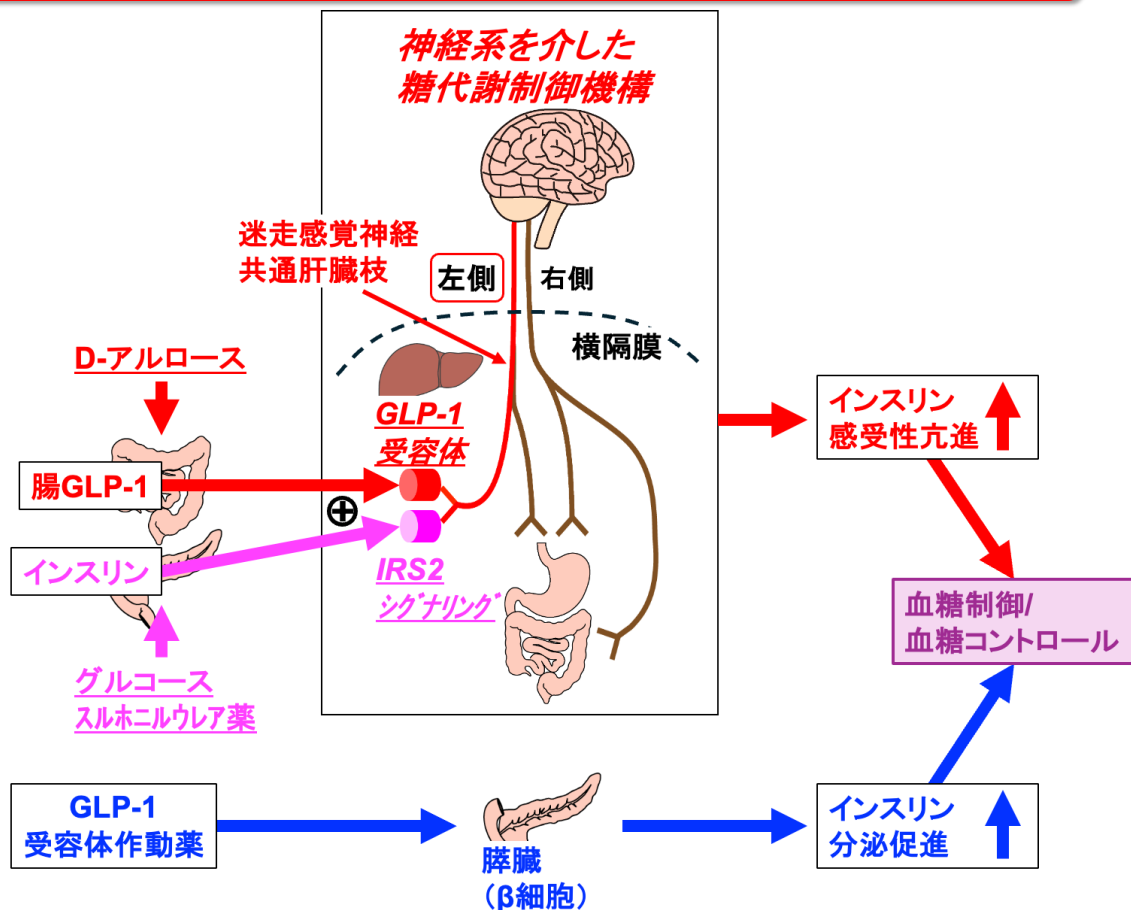 神経系を介した
糖代謝制御機構
迷走感覚神経
共通肝臓枝
左側
右側
横隔膜
D-アルロース
GLP-1
受容体
腸GLP-1
インスリン
IRS2
シグナリング
グルコース
スルホニルウレア薬
インスリン
感受性亢進
血糖制御/
血糖コントロール
GLP-1
受容体作動薬
膵臓
（β細胞）
インスリン
分泌促進